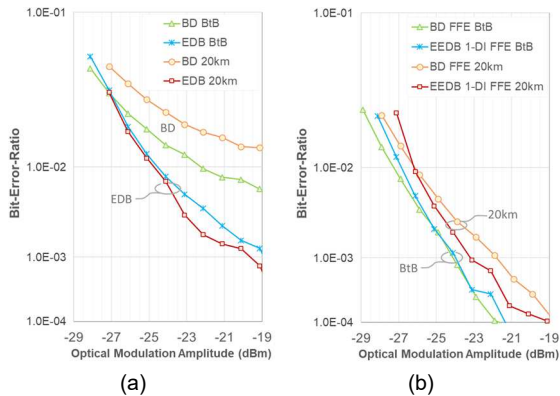 1.0E-01
BD BtB
EDB BtB
BD 20km
EDB 20km
BD
1.0E-02
EDB
1.0E-03
1.0E-04
Bit-Error-Ratio
-29 -27 -25 -23 -21 -19
Optical Modulation Amplitude (dBm)
(a)
1.0E-01
BD FFE BtB
EEDB 1-DI FFE BtB
BD FFE 20km
EEDB 1-DI FFE 20km
1.0E-02
20km
BtB
1.0E-03
1.0E-04
Bit-Error-Ratio
-29 -27 -25 -23 -21 -19
Optical Modulation Amplitude (dBm)
(b)